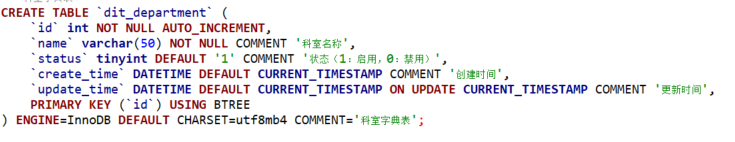 CREATE TABLE `dit_department` (
`id` int NOT NULL AUTO_INCREMENT,
`name` varchar(50) NOT NULL COMMENT '科室名称',
`status` tinyint DEFAULT '1' COMMENT '状态（1：启用，0：禁用）',
`create_time` DATETIME DEFAULT CURRENT_TIMESTAMP COMMENT '创建时间',
`update_time` DATETIME DEFAULT CURRENT_TIMESTAMP ON UPDATE CURRENT_TIMESTAMP COMMENT '更新时间',
PRIMARY KEY (`id`) USING BTREE
) ENGINE=InnoDB DEFAULT CHARSET=utf8mb4 COMMENT='科室字典表';